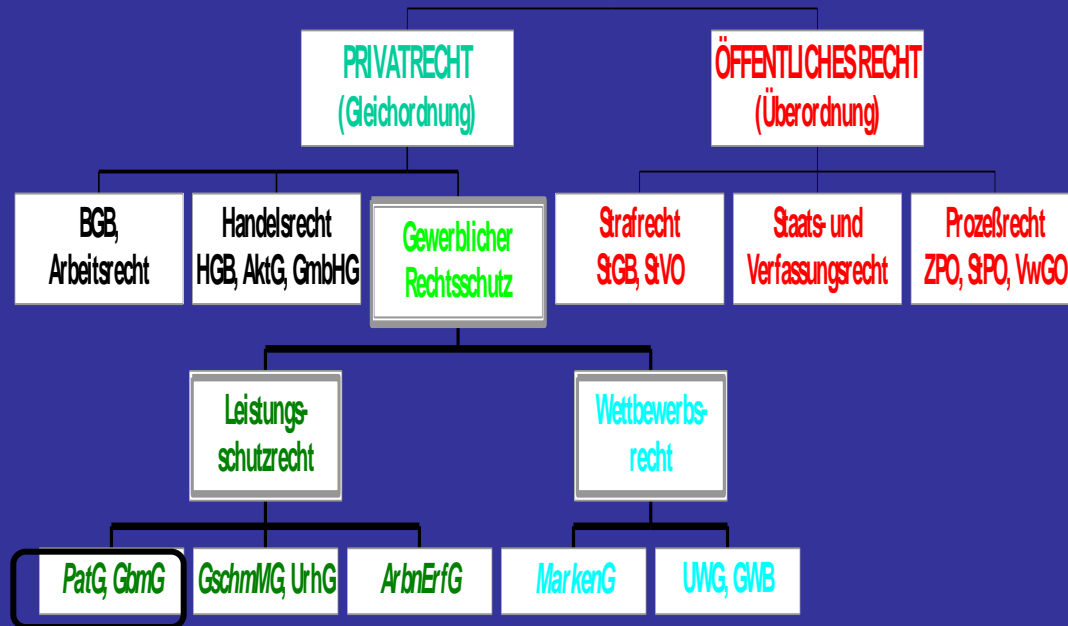 PRIVATRECHT
(Gleichordnung)
ÖFFENTLICHES RECHT
(Überordnung)
BGB,
Arbeitsrecht
Handelsrecht
HGB, AktG, GmbHG
Gewerblicher
Rechtsschutz
Strafrecht
StGB, StVO
Staats- und
Verfassungsrecht
Prozeßrecht
ZPO, StPO, VwGO
Leistungs-
schutzrecht
Wettbewerbs-
recht
PatG, GbmG
GschmMG, UrhG
ArbnErfG
MarkenG
UWG, GWB